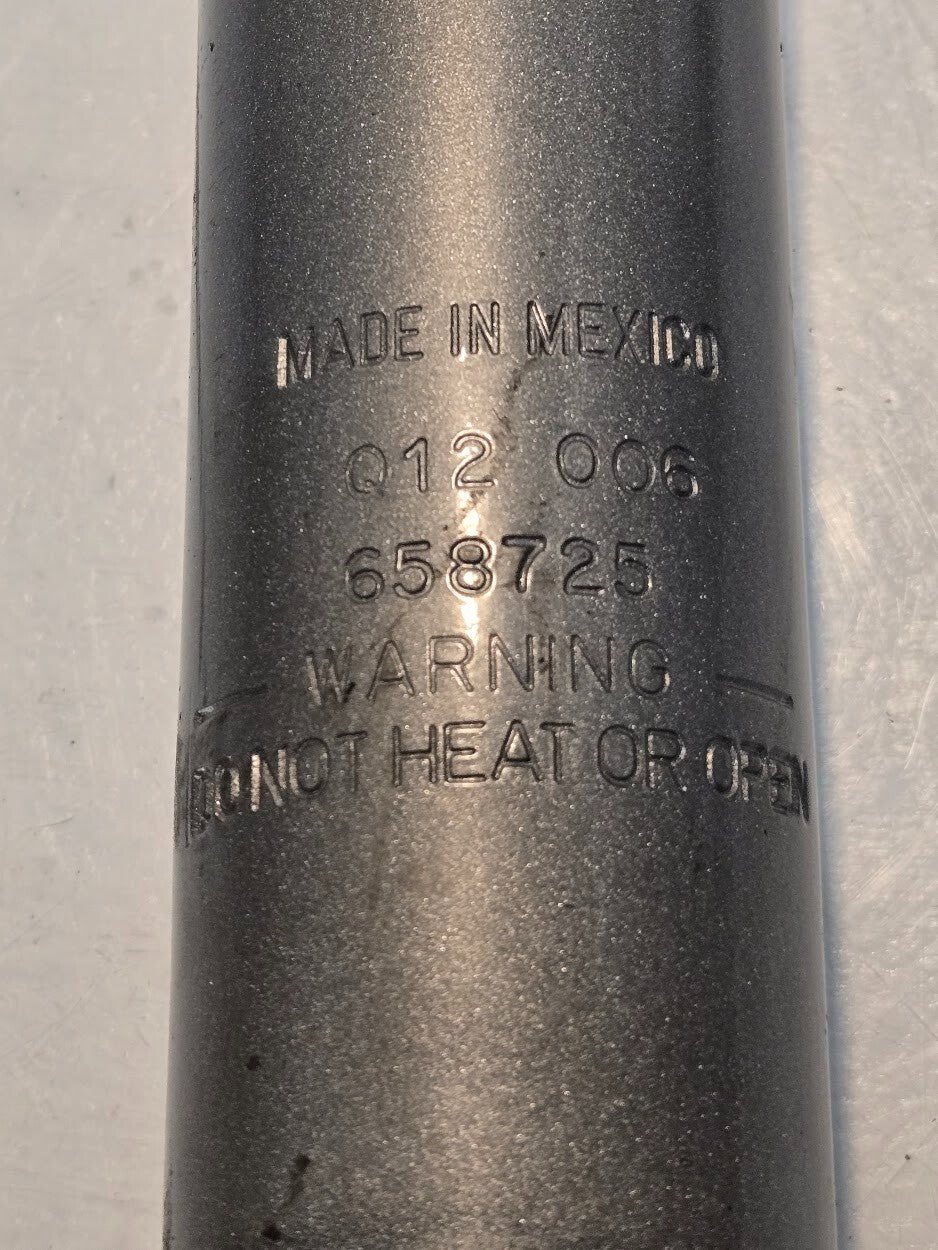 MADE IN MEXICO
Q12 006
658725
WARNING
DO NOT HEAT OR OPEN